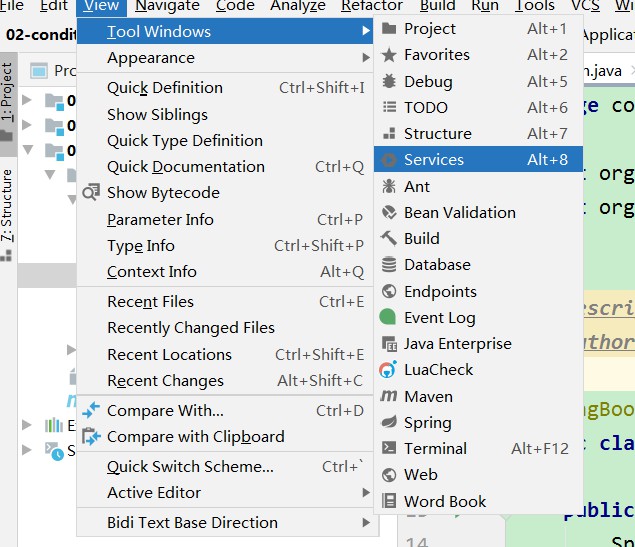 File Edit View Navigate Code Analyze Refactor Build Run Tools VCS
02-condit
Pro
1: Project
7: Structure
Tool Windows
Appearance
Quick Definition Ctrl+Shift+I
Show Siblings
Quick Type Definition
Quick Documentation Ctrl+Q
Show Bytecode
Parameter Info Ctrl+P
Type Info Ctrl+Shift+P
Context Info Alt+Q
Recent Files Ctrl+E
Recently Changed Files
Recent Locations Ctrl+Shift+E
Recent Changes Alt+Shift+C
Compare With... Ctrl+D
Compare with Clipboard
Quick Switch Scheme... Ctrl+`
Active Editor
Bidi Text Base Direction
Project Alt+1
Favorites Alt+2
Debug Alt+5
TODO Alt+6
Structure Alt+7
Services Alt+8
Ant
Bean Validation
Build
Database
Endpoints
Event Log
Java Enterprise
LuaCheck
Maven
Spring
Terminal Alt+F12
Web
Word Book
Applicat
n.java
ge co
t org
t org
escri
author
ngBoo
c clas
public
14
Sp